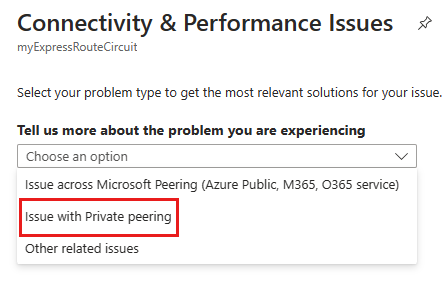 Connectivity & Performance Issues
myExpressRouteCircuit
Select your problem type to get the most relevant solutions for your issue.
Tell us more about the problem you are experiencing
Choose an option
Issue across Microsoft Peering (Azure Public, M365, O365 service)
Issue with Private peering
Other related issues